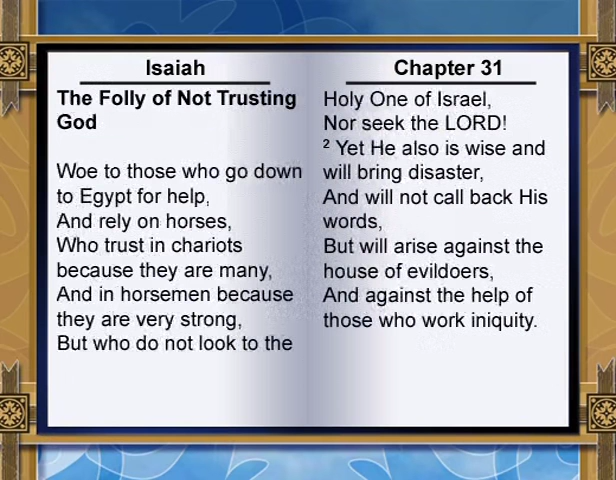 Isaiah
The Folly of Not Trusting
God
Woe to those who go down
to Egypt for help,
And rely on horses,
Who trust in chariots
because they are many,
And in horsemen because
they are very strong,
But who do not look to the
Chapter 31
Holy One of Israel,
Nor seek the LORD!
² Yet He also is wise and
will bring disaster,
And will not call back His
words,
But will arise against the
house of evildoers,
And against the help of
those who work iniquity.